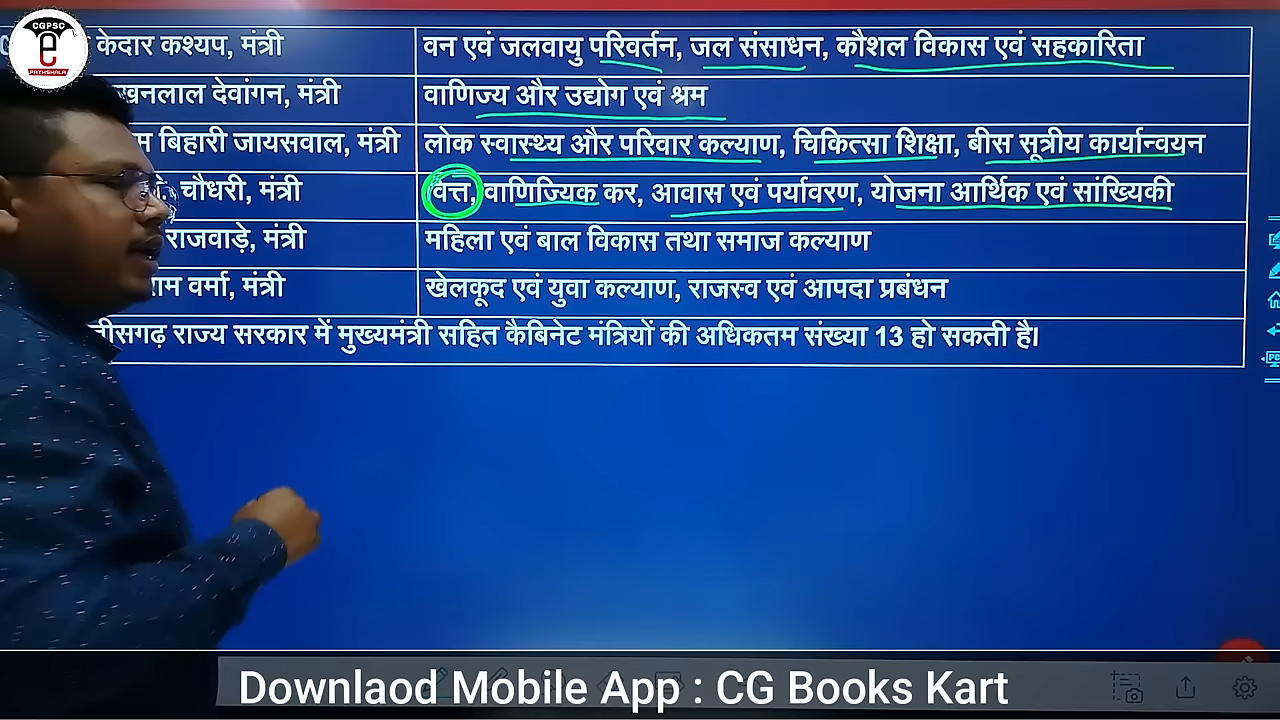 CGPSC
e
PATHSHALA
केदार कश्यप, मंत्री वन एवं जलवायु परिवर्तन, जल संसाधन, कौशल विकास एवं सहकारिता
खनलाल देवांगन, मंत्री वाणिज्य और उद्योग एवं श्रम
म बिहारी जायसवाल, मंत्री लोक स्वास्थ्य और परिवार कल्याण, चिकित्सा शिक्षा, बीस सूत्रीय कार्यान्वयन
चौधरी, मंत्री वित्त, वाणिज्यिक कर, आवास एवं पर्यावरण, योजना आर्थिक एवं सांख्यिकी
राजवाड़े, मंत्री महिला एवं बाल विकास तथा समाज कल्याण
राम वर्मा, मंत्री खेलकूद एवं युवा कल्याण, राजस्व एवं आपदा प्रबंधन
तीसगढ़ राज्य सरकार में मुख्यमंत्री सहित कैबिनेट मंत्रियों की अधिकतम संख्या 13 हो सकती है।
Downlaod Mobile App : CG Books Kart